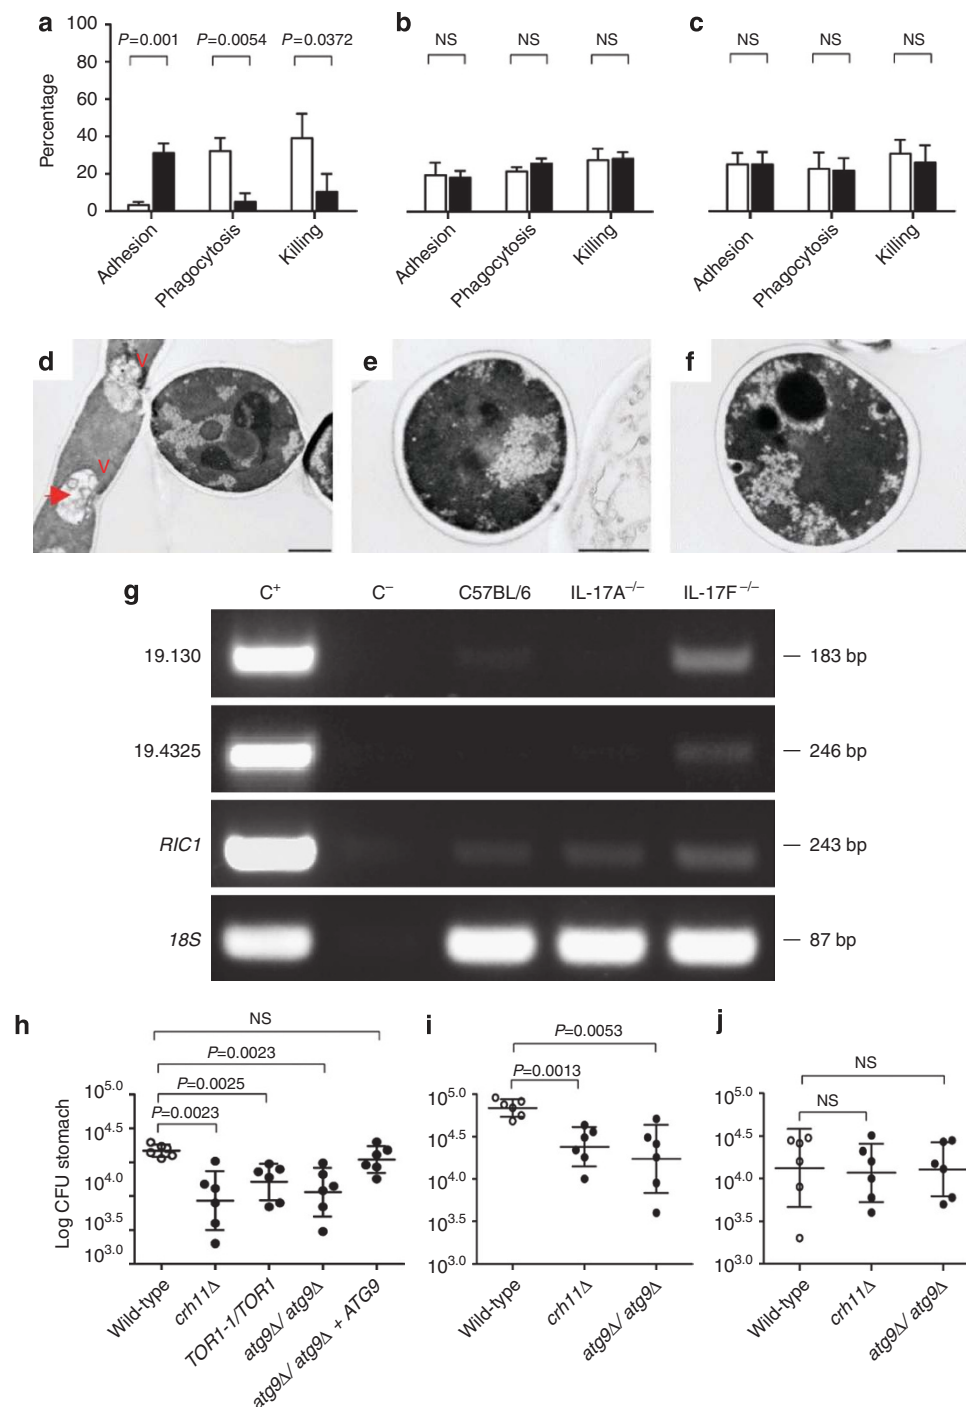 a
b
c
P=0.001
P=0.0054
P=0.0372
NS
NS
NS
NS
NS
NS
Percentage
100
80
60
40
20
0
Adhesion
Phagocytosis
Killing
Adhesion
Phagocytosis
Killing
Adhesion
Phagocytosis
Killing
d
V
V
e
f
g
C+
C−
C57BL/6
IL-17A−/−
IL-17F−/−
19.130
183 bp
19.4325
246 bp
RIC1
243 bp
18S
87 bp
h
NS
P=0.0023
P=0.0025
P=0.0023
Log CFU stomach
10^5.0
10^4.5
10^4.0
10^3.5
10^3.0
Wild-type
crh11Δ
TOR1-1/TOR1
atg9Δ/ atg9Δ
atg9Δ/ atg9Δ + ATG9
i
P=0.0053
P=0.0013
10^5.0
10^4.5
10^4.0
10^3.5
10^3.0
Wild-type
crh11Δ
atg9Δ/ atg9Δ
j
NS
NS
10^5.0
10^4.5
10^4.0
10^3.5
10^3.0
Wild-type
crh11Δ
atg9Δ/ atg9Δ